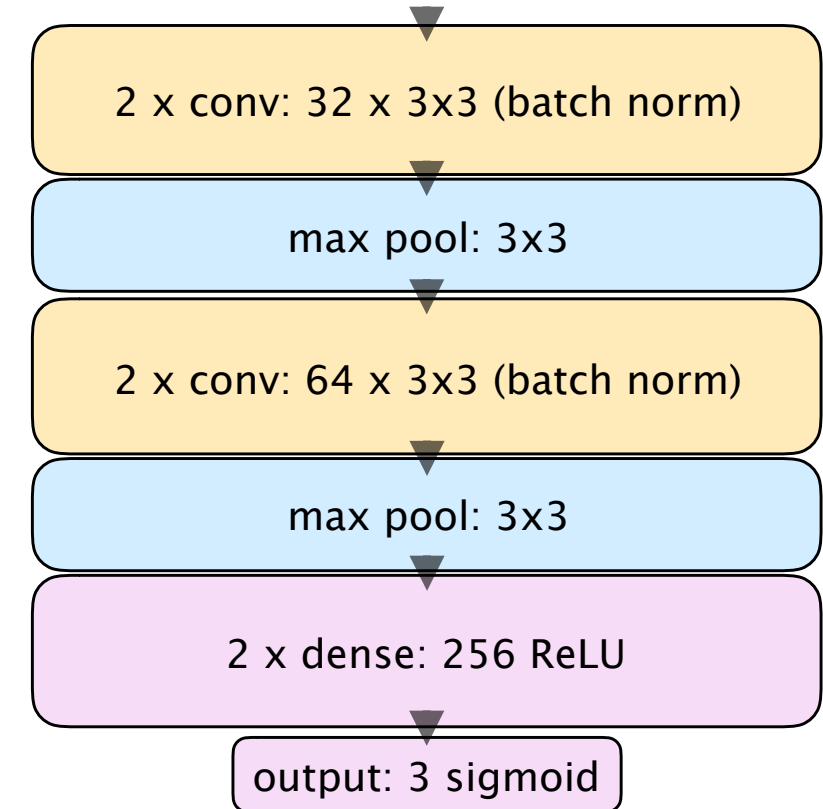 2 x conv: 32 x 3x3 (batch norm)
max pool: 3x3
2 x conv: 64 x 3x3 (batch norm)
max pool: 3x3
2 x dense: 256 ReLU
output: 3 sigmoid